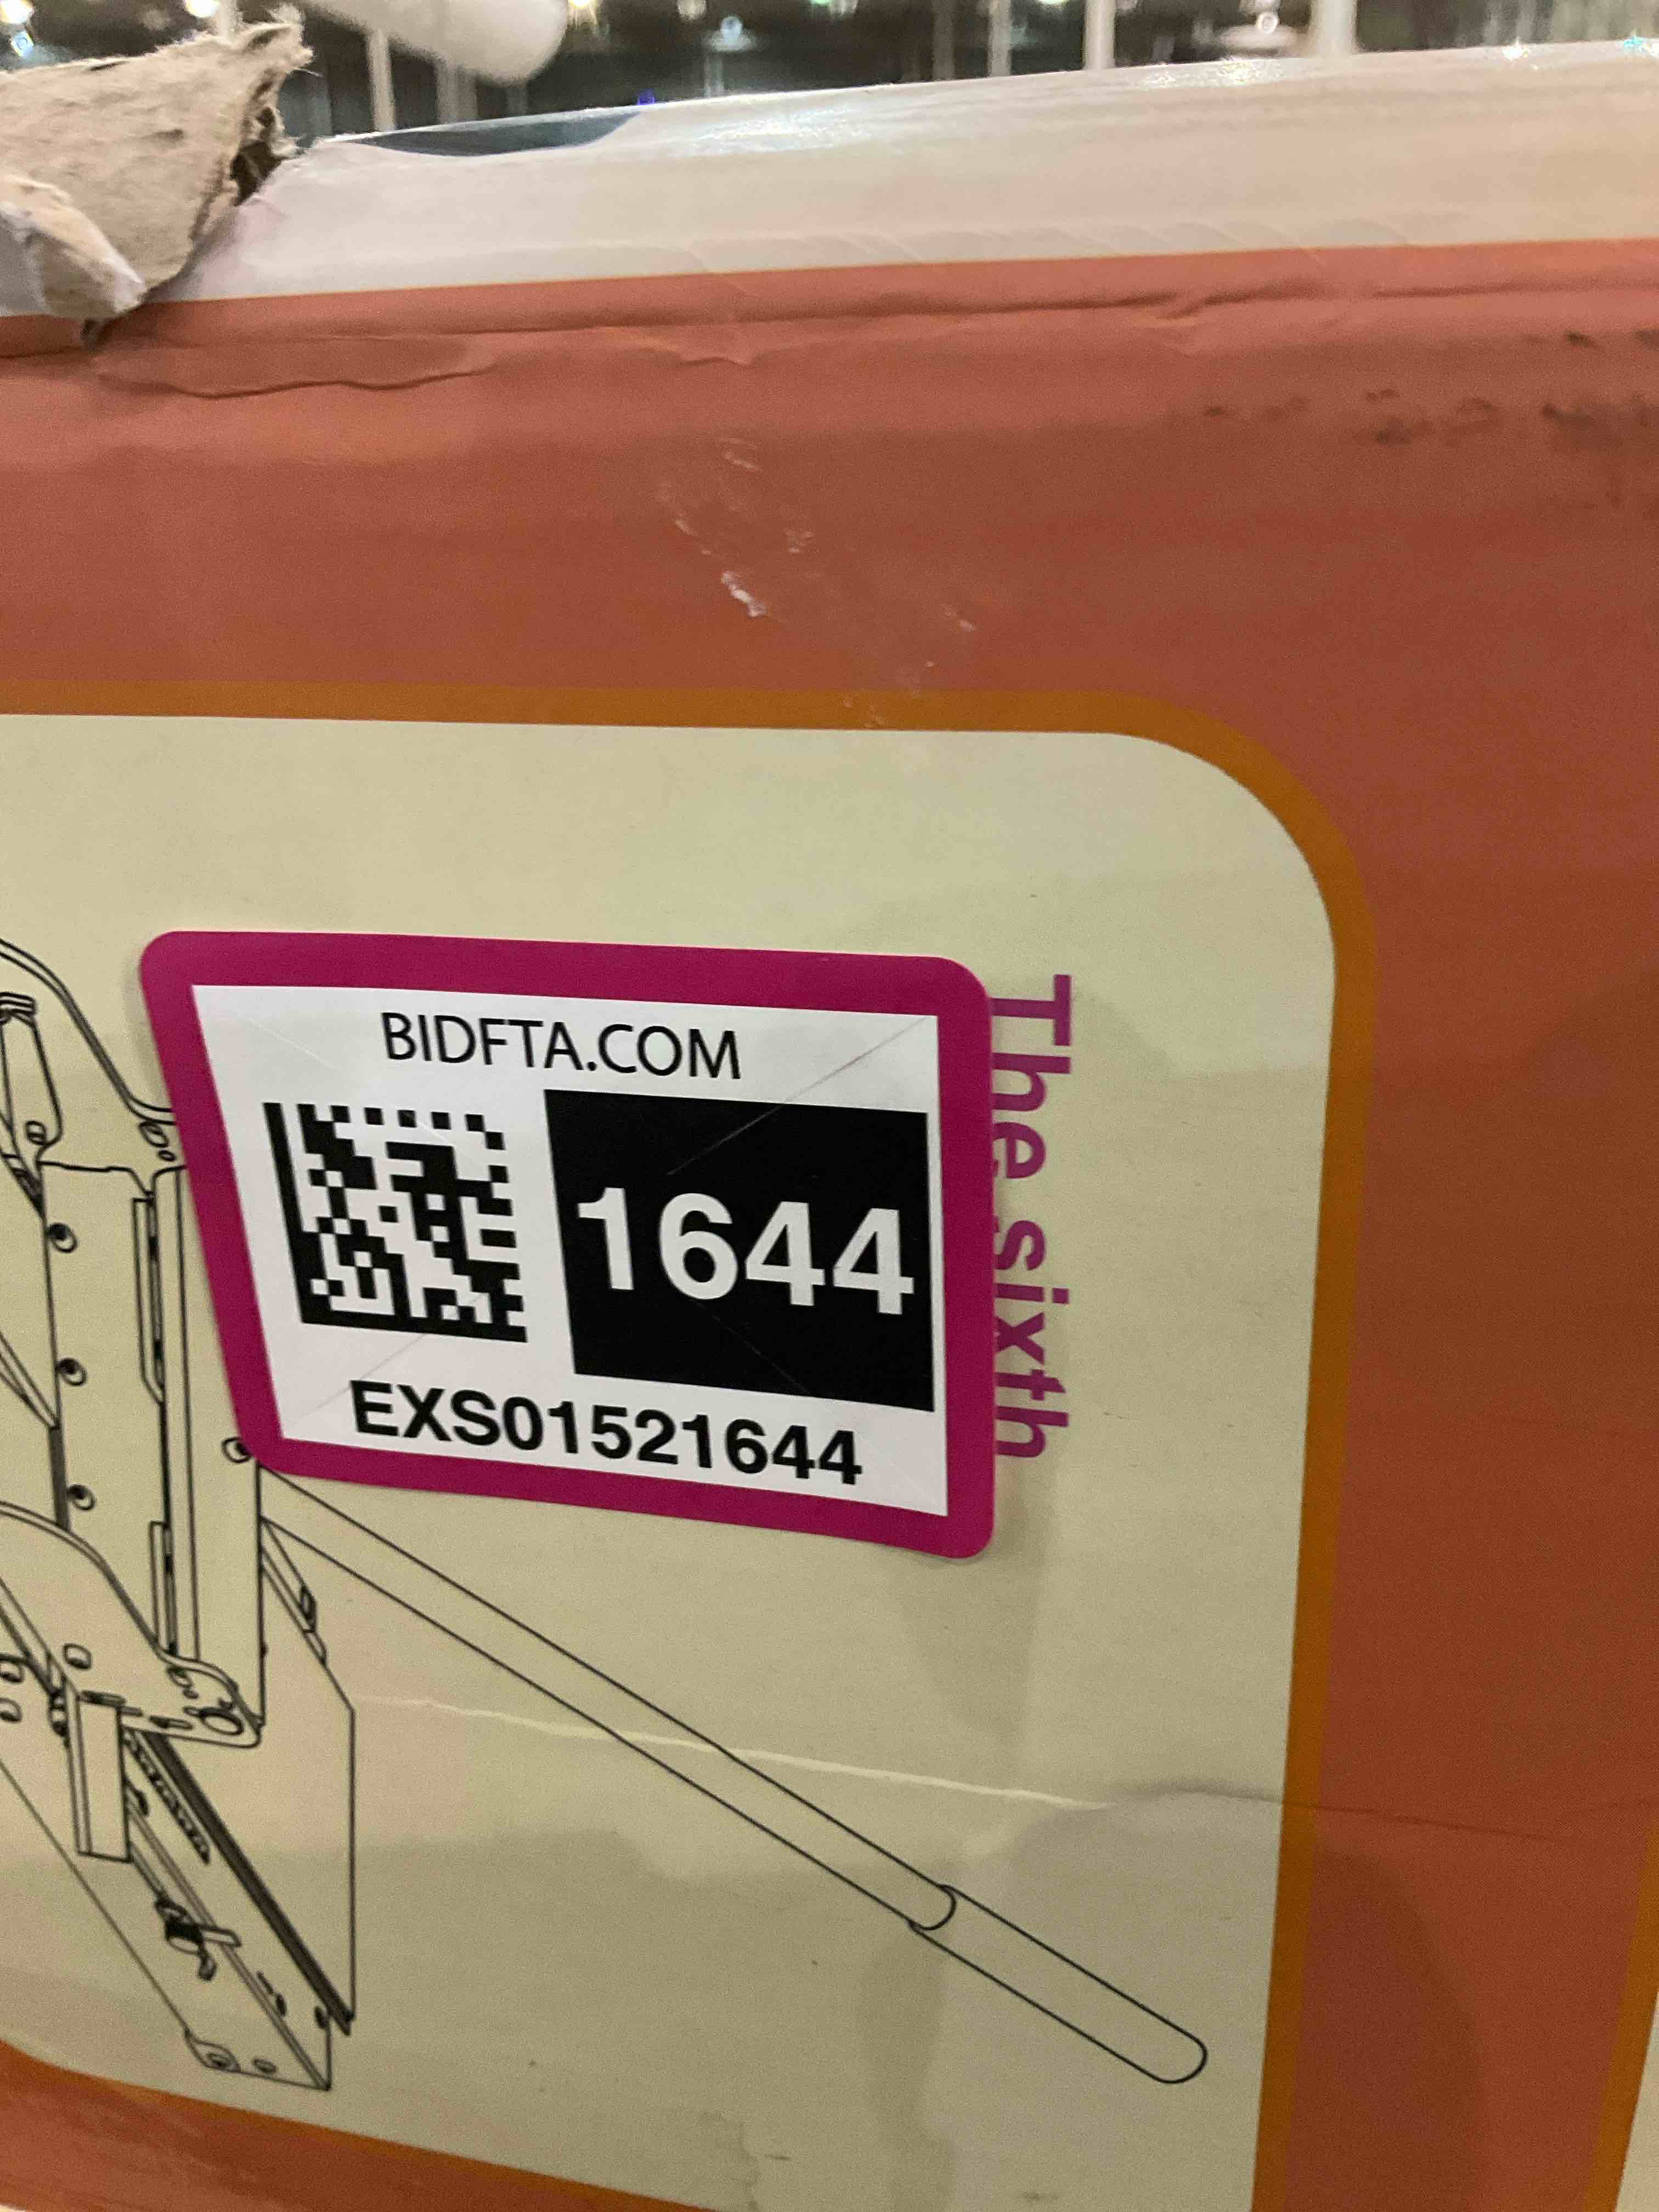 BIDFTA.COM
1644
EXS01521644
The sixth